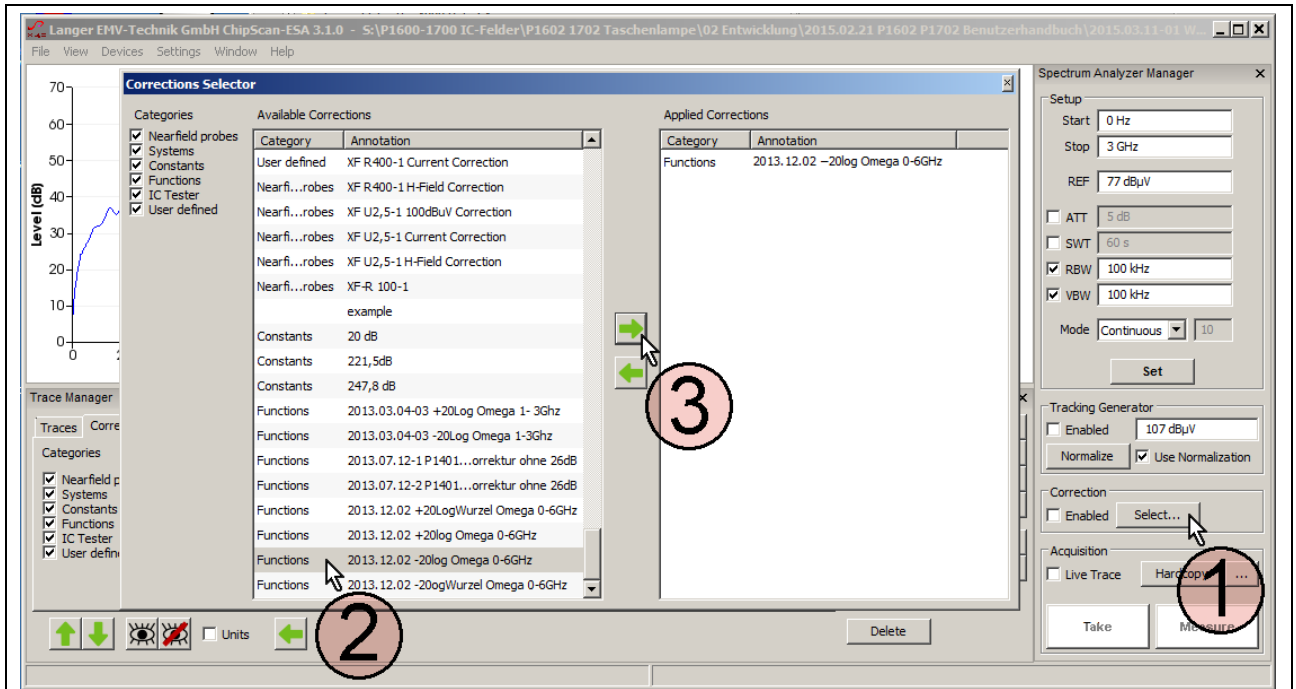 Langer EMV-Technik GmbH ChipScan-ESA 3.1.0 - S:\P1600-1700 IC-Felder\P1602 1702 Taschenlampe\02 Entwicklung\2015.02.21 P1602 P1702 Benutzerhandbuch\2015.03.11-01 W...
File View Devices Settings Window Help
70
60
50
40
30
20
10
0
0
Level (dB)
Corrections Selector
Categories
Nearfield probes
Systems
Constants
Functions
IC Tester
User defined
Available Corrections
Category Annotation
User defined XF R400-1 Current Correction
Nearfi...robes XF R400-1 H-Field Correction
Nearfi...robes XF U2,5-1 100dBuV Correction
Nearfi...robes XF U2,5-1 Current Correction
Nearfi...robes XF U2,5-1 H-Field Correction
Nearfi...robes XF-R 100-1
example
Constants 20 dB
Constants 221,5dB
Constants 247,8 dB
Functions 2013.03.04-03 +20Log Omega 1- 3Ghz
Functions 2013.03.04-03 -20Log Omega 1-3Ghz
Functions 2013.07.12-1 P1401...orrektur ohne 26dB
Functions 2013.07.12-2 P1401...orrektur ohne 26dB
Functions 2013.12.02 +20LogWurzel Omega 0-6GHz
Functions 2013.12.02 +20log Omega 0-6GHz
Functions 2013.12.02 -20log Omega 0-6GHz
Functions 2013.12.02 -20ogWurzel Omega 0-6GHz
2
3
Applied Corrections
Category Annotation
Functions 2013.12.02 −20log Omega 0-6GHz
Trace Manager
Traces Corre
Categories
Nearfield p
Systems
Constants
Functions
IC Tester
User defin
Units
Delete
Spectrum Analyzer Manager
Setup
Start 0 Hz
Stop 3 GHz
REF 77 dBµV
ATT 5 dB
SWT 60 s
RBW 100 kHz
VBW 100 kHz
Mode Continuous 10
Set
Tracking Generator
Enabled 107 dBµV
Normalize Use Normalization
Correction
Enabled Select...
Acquisition
Live Trace Hardcopy ...
1
Take Measure